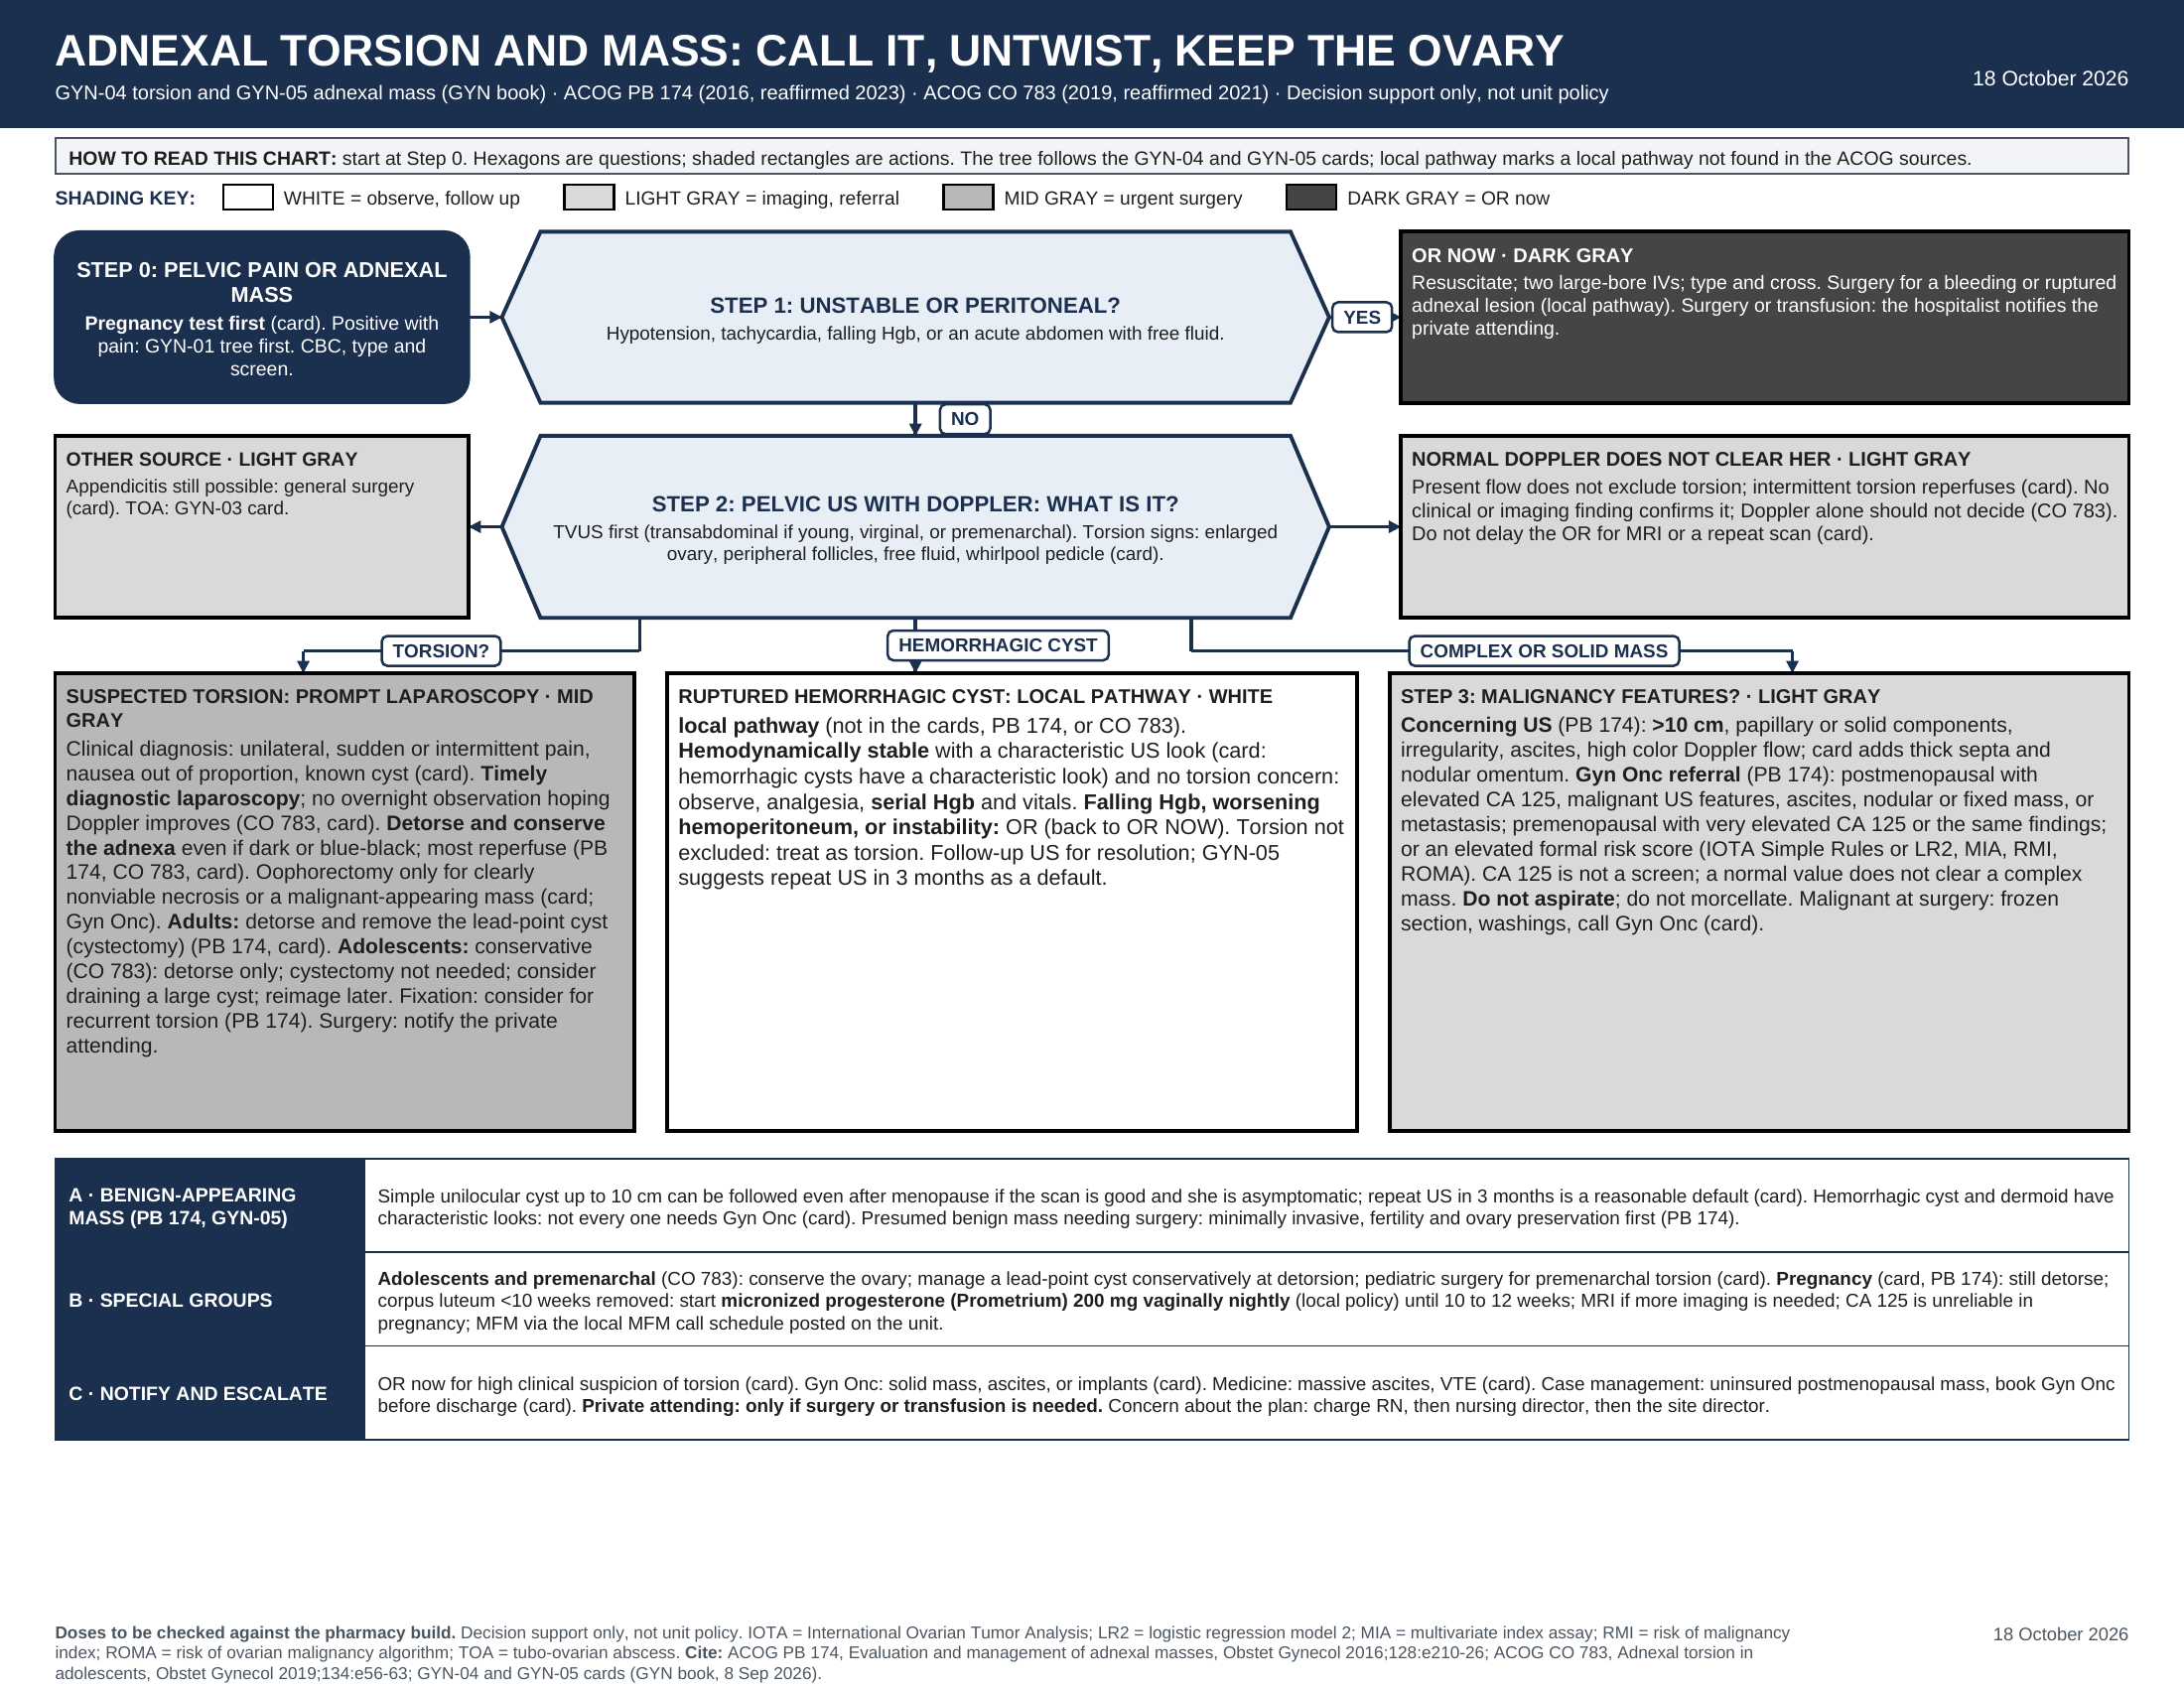 ADNEXAL TORSION AND MASS: CALL IT, UNTWIST, KEEP THE OVARY
GYN-04 torsion and GYN-05 adnexal mass (GYN book) · ACOG PB 174 (2016, reaffirmed 2023) · ACOG CO 783 (2019, reaffirmed 2021) · Decision support only, not unit policy
18 October 2026
HOW TO READ THIS CHART: start at Step 0. Hexagons are questions; shaded rectangles are actions. The tree follows the GYN-04 and GYN-05 cards; local pathway marks a local pathway not found in the ACOG sources.
SHADING KEY:
WHITE = observe, follow up
LIGHT GRAY = imaging, referral
MID GRAY = urgent surgery
DARK GRAY = OR now
STEP 0: PELVIC PAIN OR ADNEXAL
MASS
Pregnancy test first (card). Positive with
pain: GYN-01 tree first. CBC, type and
screen.
STEP 1: UNSTABLE OR PERITONEAL?
Hypotension, tachycardia, falling Hgb, or an acute abdomen with free fluid.
YES
OR NOW · DARK GRAY
Resuscitate; two large-bore IVs; type and cross. Surgery for a bleeding or ruptured
adnexal lesion (local pathway). Surgery or transfusion: the hospitalist notifies the
private attending.
NO
OTHER SOURCE · LIGHT GRAY
Appendicitis still possible: general surgery
(card). TOA: GYN-03 card.
STEP 2: PELVIC US WITH DOPPLER: WHAT IS IT?
TVUS first (transabdominal if young, virginal, or premenarchal). Torsion signs: enlarged
ovary, peripheral follicles, free fluid, whirlpool pedicle (card).
NORMAL DOPPLER DOES NOT CLEAR HER · LIGHT GRAY
Present flow does not exclude torsion; intermittent torsion reperfuses (card). No
clinical or imaging finding confirms it; Doppler alone should not decide (CO 783).
Do not delay the OR for MRI or a repeat scan (card).
TORSION?
HEMORRHAGIC CYST
COMPLEX OR SOLID MASS
SUSPECTED TORSION: PROMPT LAPAROSCOPY · MID
GRAY
Clinical diagnosis: unilateral, sudden or intermittent pain,
nausea out of proportion, known cyst (card). Timely
diagnostic laparoscopy; no overnight observation hoping
Doppler improves (CO 783, card). Detorse and conserve
the adnexa even if dark or blue-black; most reperfuse (PB
174, CO 783, card). Oophorectomy only for clearly
nonviable necrosis or a malignant-appearing mass (card;
Gyn Onc). Adults: detorse and remove the lead-point cyst
(cystectomy) (PB 174, card). Adolescents: conservative
(CO 783): detorse only; cystectomy not needed; consider
draining a large cyst; reimage later. Fixation: consider for
recurrent torsion (PB 174). Surgery: notify the private
attending.
RUPTURED HEMORRHAGIC CYST: LOCAL PATHWAY · WHITE
local pathway (not in the cards, PB 174, or CO 783).
Hemodynamically stable with a characteristic US look (card:
hemorrhagic cysts have a characteristic look) and no torsion concern:
observe, analgesia, serial Hgb and vitals. Falling Hgb, worsening
hemoperitoneum, or instability: OR (back to OR NOW). Torsion not
excluded: treat as torsion. Follow-up US for resolution; GYN-05
suggests repeat US in 3 months as a default.
STEP 3: MALIGNANCY FEATURES? · LIGHT GRAY
Concerning US (PB 174): >10 cm, papillary or solid components,
irregularity, ascites, high color Doppler flow; card adds thick septa and
nodular omentum. Gyn Onc referral (PB 174): postmenopausal with
elevated CA 125, malignant US features, ascites, nodular or fixed mass, or
metastasis; premenopausal with very elevated CA 125 or the same findings;
or an elevated formal risk score (IOTA Simple Rules or LR2, MIA, RMI,
ROMA). CA 125 is not a screen; a normal value does not clear a complex
mass. Do not aspirate; do not morcellate. Malignant at surgery: frozen
section, washings, call Gyn Onc (card).
A · BENIGN-APPEARING
MASS (PB 174, GYN-05)
Simple unilocular cyst up to 10 cm can be followed even after menopause if the scan is good and she is asymptomatic; repeat US in 3 months is a reasonable default (card). Hemorrhagic cyst and dermoid have
characteristic looks: not every one needs Gyn Onc (card). Presumed benign mass needing surgery: minimally invasive, fertility and ovary preservation first (PB 174).
B · SPECIAL GROUPS
Adolescents and premenarchal (CO 783): conserve the ovary; manage a lead-point cyst conservatively at detorsion; pediatric surgery for premenarchal torsion (card). Pregnancy (card, PB 174): still detorse;
corpus luteum <10 weeks removed: start micronized progesterone (Prometrium) 200 mg vaginally nightly (local policy) until 10 to 12 weeks; MRI if more imaging is needed; CA 125 is unreliable in
pregnancy; MFM via the local MFM call schedule posted on the unit.
C · NOTIFY AND ESCALATE
OR now for high clinical suspicion of torsion (card). Gyn Onc: solid mass, ascites, or implants (card). Medicine: massive ascites, VTE (card). Case management: uninsured postmenopausal mass, book Gyn Onc
before discharge (card). Private attending: only if surgery or transfusion is needed. Concern about the plan: charge RN, then nursing director, then the site director.
Doses to be checked against the pharmacy build. Decision support only, not unit policy. IOTA = International Ovarian Tumor Analysis; LR2 = logistic regression model 2; MIA = multivariate index assay; RMI = risk of malignancy
index; ROMA = risk of ovarian malignancy algorithm; TOA = tubo-ovarian abscess. Cite: ACOG PB 174, Evaluation and management of adnexal masses, Obstet Gynecol 2016;128:e210-26; ACOG CO 783, Adnexal torsion in
adolescents, Obstet Gynecol 2019;134:e56-63; GYN-04 and GYN-05 cards (GYN book, 8 Sep 2026).
18 October 2026